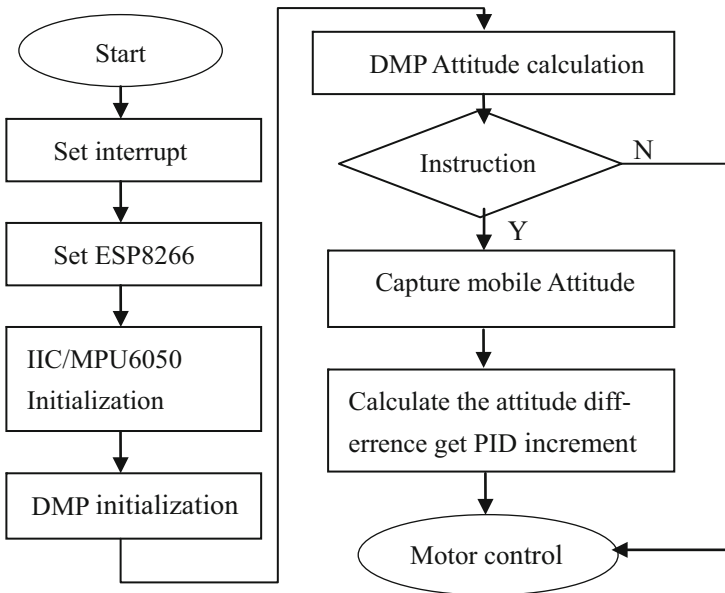 Start
Set interrupt
Set ESP8266
IIC/MPU6050
Initialization
DMP initialization
DMP Attitude calculation
Instruction
N
Y
Capture mobile Attitude
Calculate the attitude diff-
errence get PID increment
Motor control